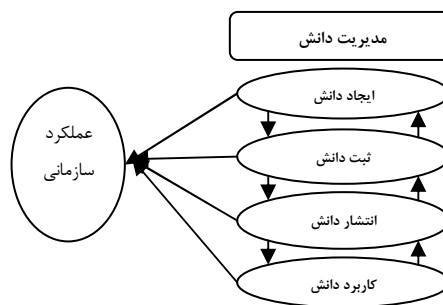 مدیریت دانش
ایجاد دانش
ثبت دانش
انتشار دانش
کاربرد دانش
عملکرد
سازمانی